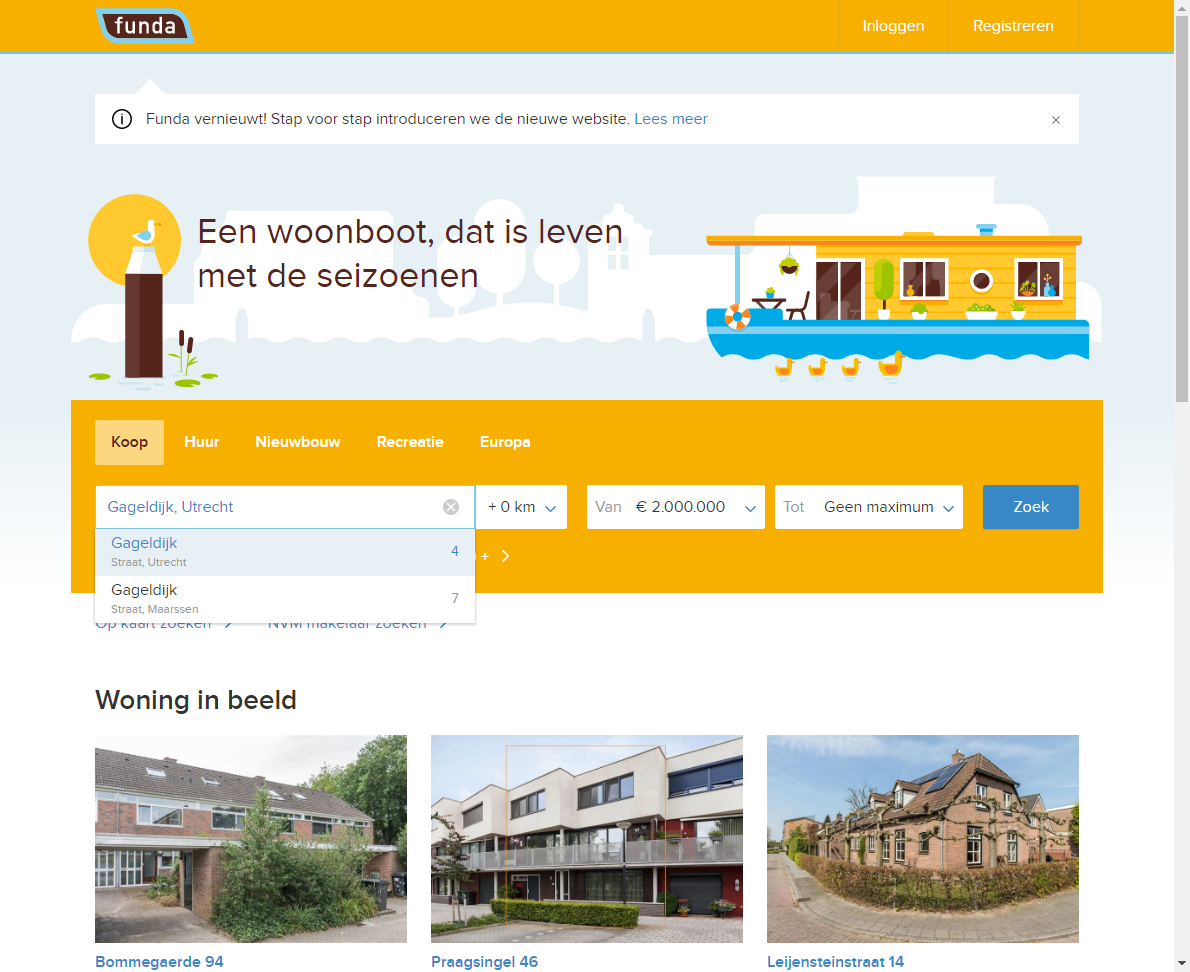 funda
Inloggen
Registreren
Funda vernieuwt! Stap voor stap introduceren we de nieuwe website. Lees meer
Een woonboot, dat is leven
met de seizoenen
Koop
Huur
Nieuwbouw
Recreatie
Europa
Gageldijk, Utrecht
+ 0 km
Van € 2.000.000
Tot Geen maximum
Zoek
Gageldijk
4
Straat, Utrecht
+
Gageldijk
7
Straat, Maarssen
Op kaart zoeken
NVM makelaar zoeken
Woning in beeld
Bommegaerde 94
Praagsingel 46
Leijensteinstraat 14